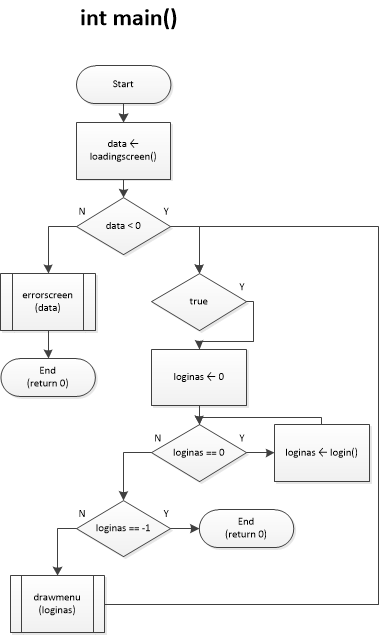 int main()
Start
data ←
loadingscreen()
N
Y
data < 0
errorscreen
(data)
Y
true
End
(return 0)
loginas ← 0
N
Y
loginas == 0
loginas ← login()
N
Y
loginas == -1
End
(return 0)
drawmenu
(loginas)